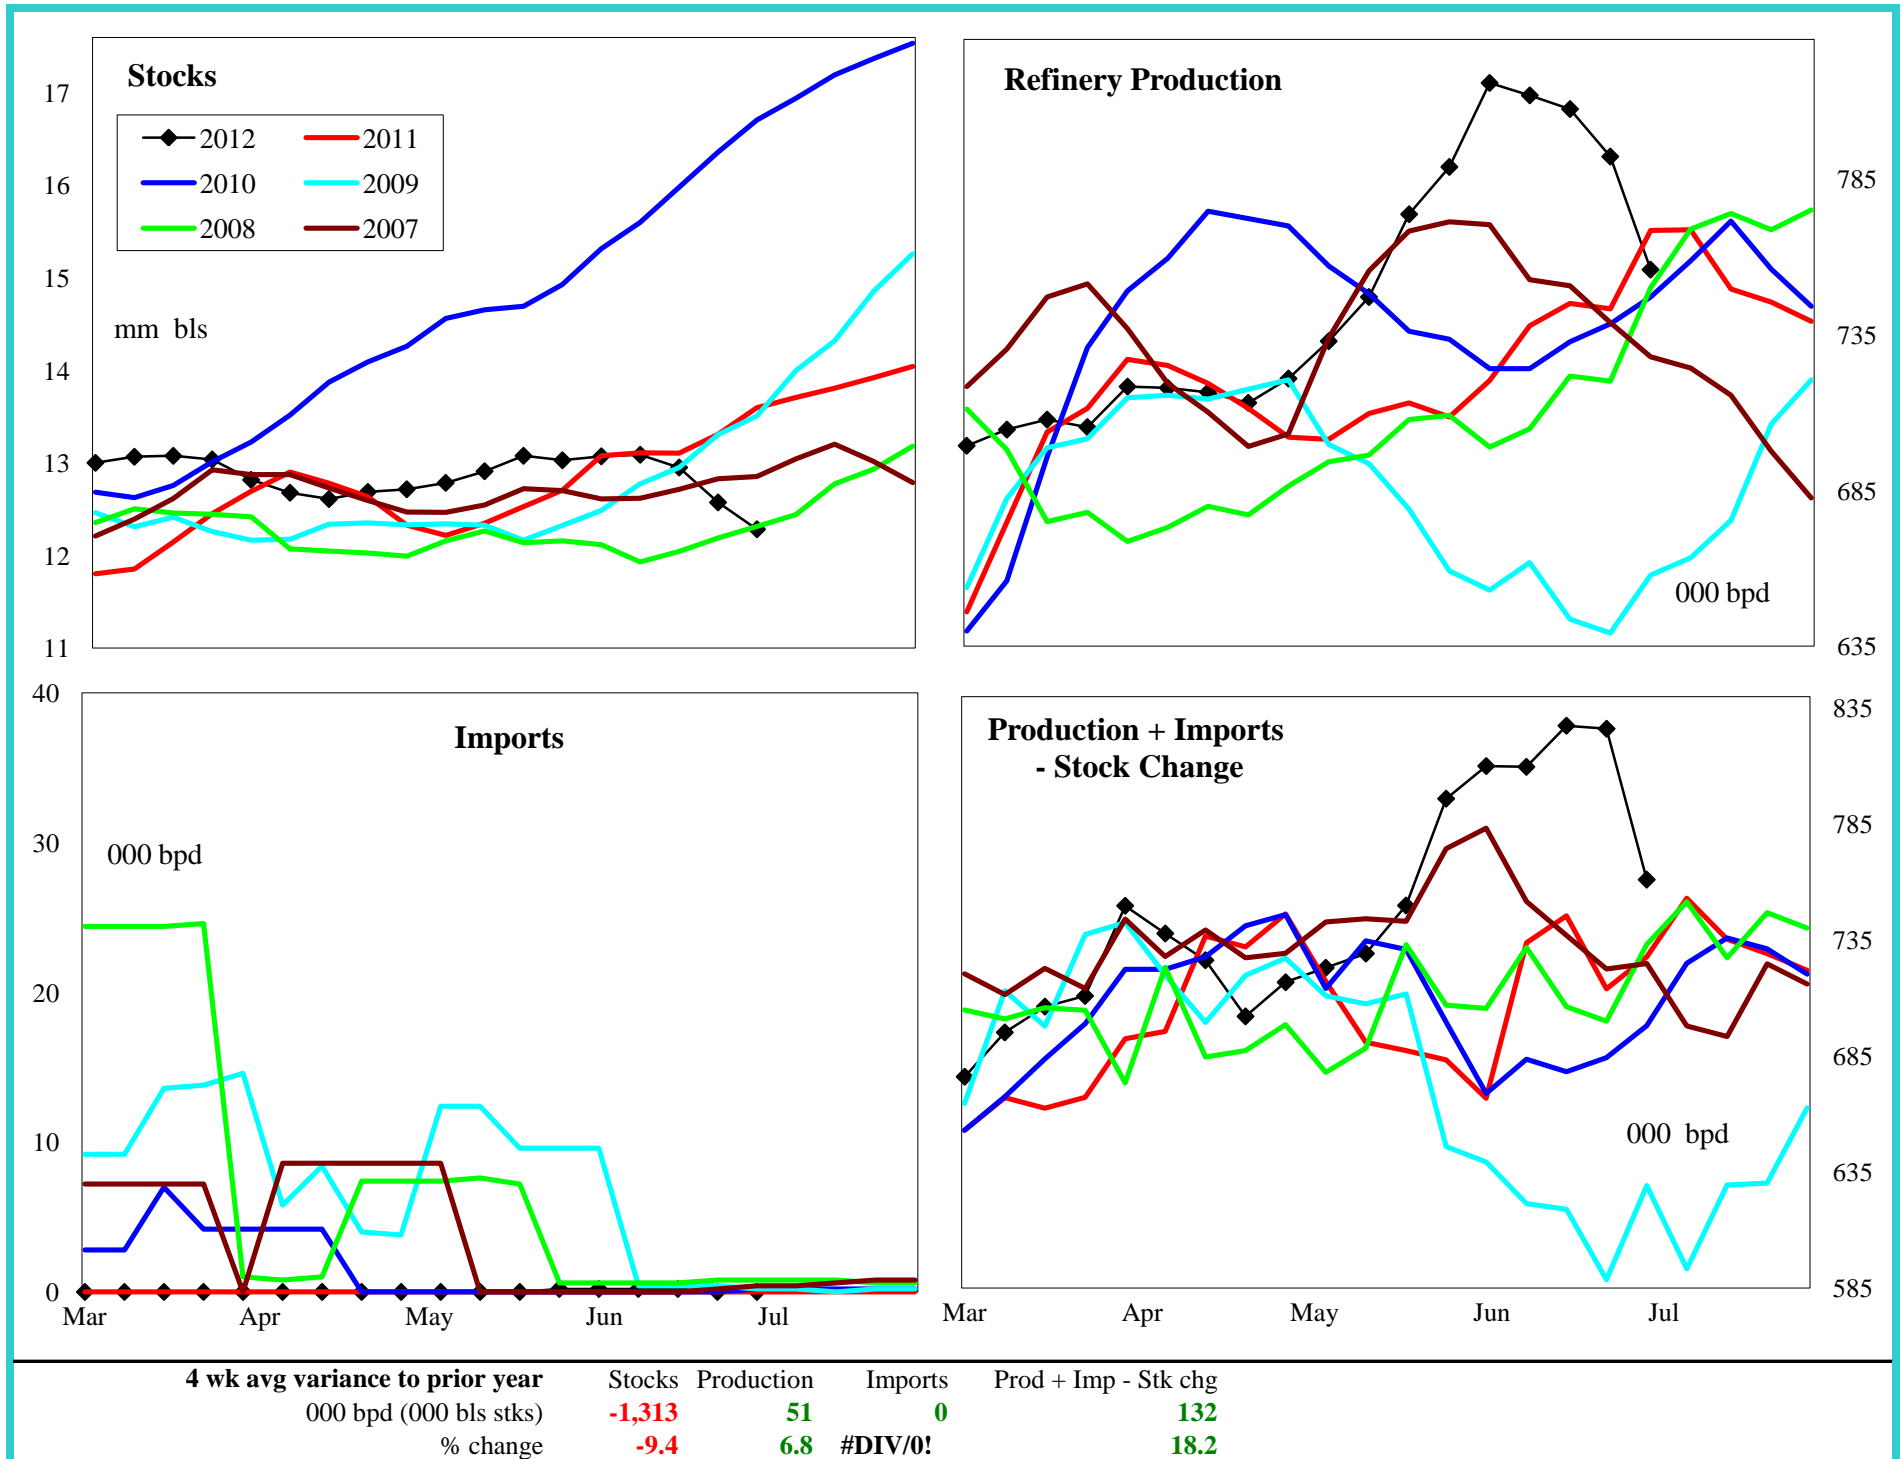 Stocks
17
16
15
14
13
12
11
2012 2011
2010 2009
2008 2007
mm bls
Refinery Production
785
735
685
635
000 bpd
Imports
40
30
20
10
0
000 bpd
Mar Apr May Jun Jul
Production + Imports
- Stock Change
835
785
735
685
635
585
000 bpd
Mar Apr May Jun Jul
4 wk avg variance to prior year Stocks Production Imports Prod + Imp - Stk chg
000 bpd (000 bls stks) -1,313 51 0 132
% change -9.4 6.8 #DIV/0! 18.2